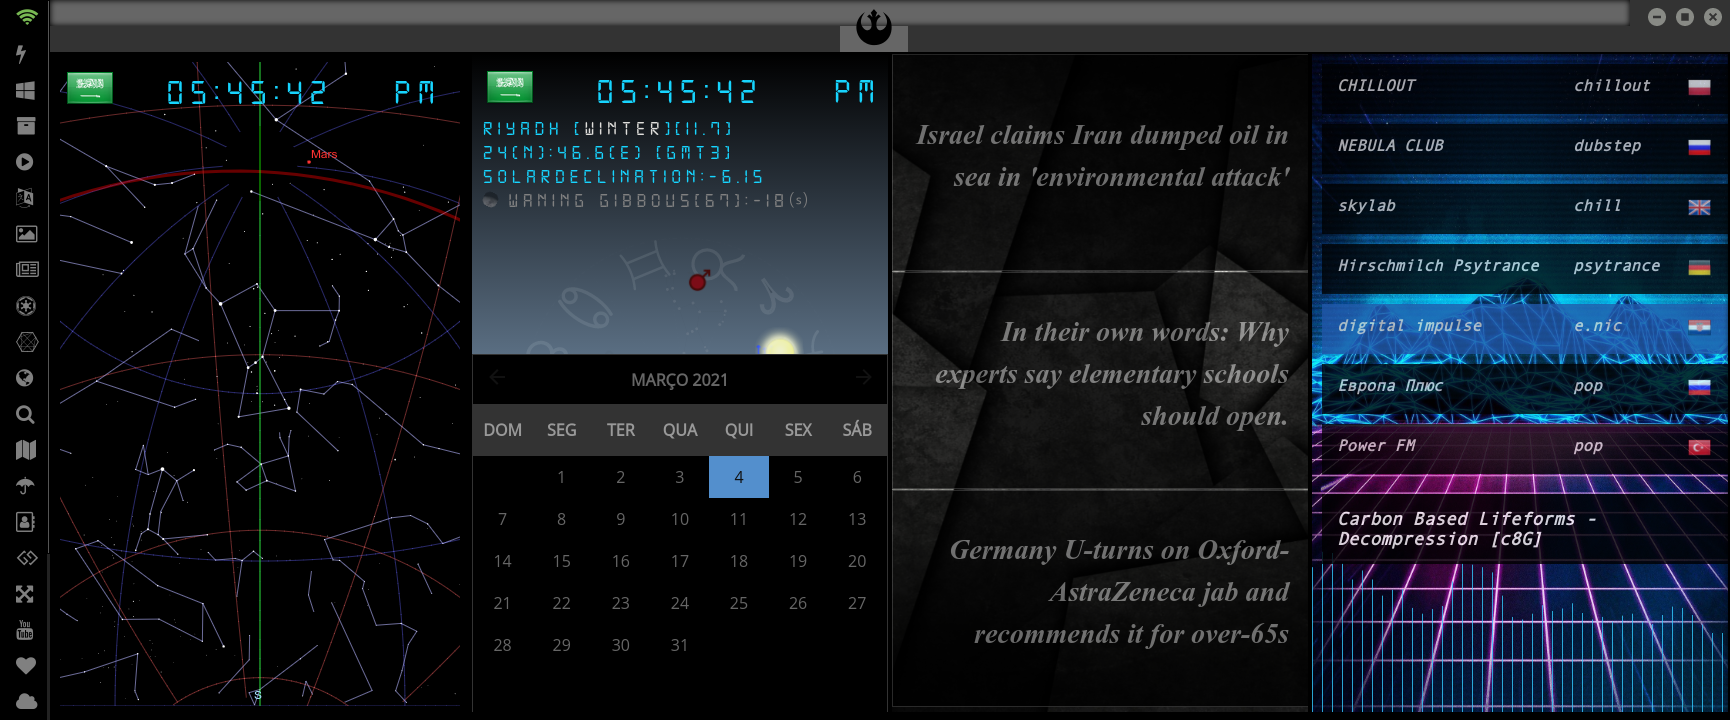 05:45:42 PM
Mars
S
05:45:42 PM
RIYADH [WINTER][11.7]
24(N):46.6(E) [GMT3]
SOLARDECLINATION:-6.15
WANING GIBBOUS[67]:-18(s)
MARÇO 2021
DOM SEG TER QUA QUI SEX SÁB
1 2 3 4 5 6
7 8 9 10 11 12 13
14 15 16 17 18 19 20
21 22 23 24 25 26 27
28 29 30 31
Israel claims Iran dumped oil in
sea in 'environmental attack'
In their own words: Why
experts say elementary schools
should open.
Germany U-turns on Oxford-
AstraZeneca jab and
recommends it for over-65s
CHILLOUT chillout
NEBULA CLUB dubstep
skylab chill
Hirschmilch Psytrance psytrance
digital impulse e.nic
Европа Плюс pop
Power FM pop
Carbon Based Lifeforms -
Decompression [c8G]
You
Tube